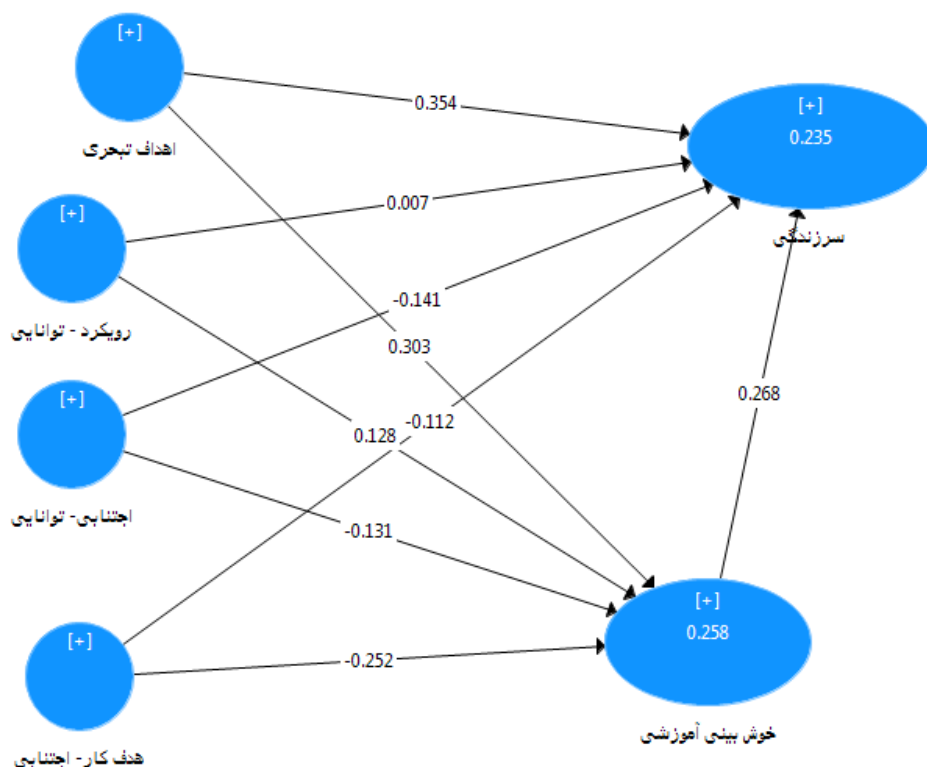 [+]
اهداف تبحری
[+]
رویکرد - توانایی
[+]
اجتنابی- توانایی
[+]
هدف کار- اجتنابی
[+]
0.235
سرزندگی
[+]
0.258
خوش بینی آموزشی
0.354
0.007
-0.141
0.303
-0.112
0.128
-0.131
-0.252
0.268